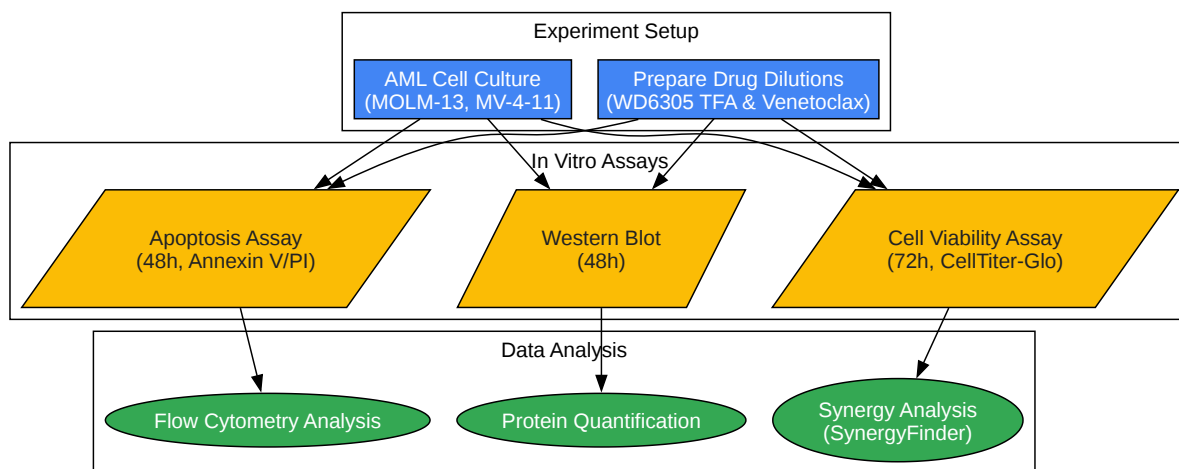 Experiment Setup
AML Cell Culture
(MOLM-13, MV-4-11)
Prepare Drug Dilutions
(WD6305 TFA & Venetoclax)
In Vitro Assays
Apoptosis Assay
(48h, Annexin V/PI)
Western Blot
(48h)
Cell Viability Assay
(72h, CellTiter-Glo)
Data Analysis
Flow Cytometry Analysis
Protein Quantification
Synergy Analysis
(SynergyFinder)